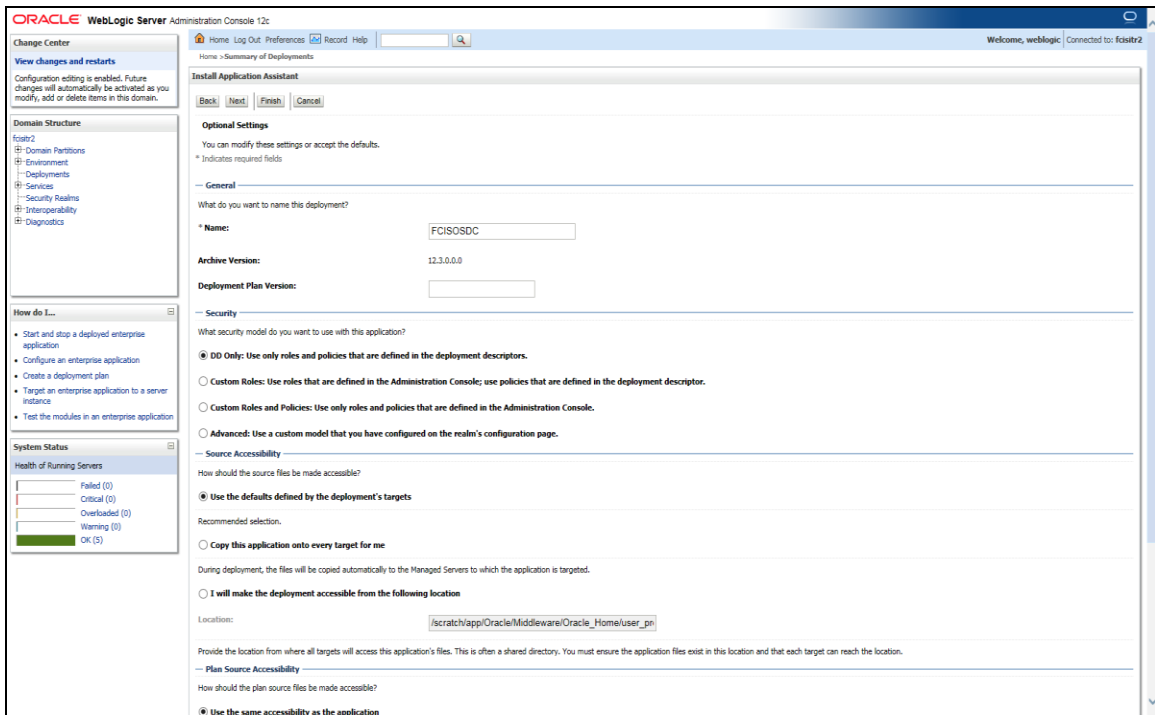 ORACLE WebLogic Server Administration Console 12c
Change Center
View changes and restarts
Configuration editing is enabled. Future
changes will automatically be activated as you
modify, add or delete items in this domain.
Domain Structure
fcisitr2
Domain Partitions
Environment
Deployments
Services
Security Realms
Interoperability
Diagnostics
How do I...
Start and stop a deployed enterprise
application
Configure an enterprise application
Create a deployment plan
Target an enterprise application to a server
instance
Test the modules in an enterprise application
System Status
Health of Running Servers
Failed (0)
Critical (0)
Overloaded (0)
Warning (0)
OK (5)
Home Log Out Preferences Record Help
Welcome, weblogic Connected to: fcisitr2
Home >Summary of Deployments
Install Application Assistant
Back Next Finish Cancel
Optional Settings
You can modify these settings or accept the defaults.
* Indicates required fields
General
What do you want to name this deployment?
* Name: FCISOSDC
Archive Version: 12.3.0.0.0
Deployment Plan Version:
Security
What security model do you want to use with this application?
DD Only: Use only roles and policies that are defined in the deployment descriptors.
Custom Roles: Use roles that are defined in the Administration Console; use policies that are defined in the deployment descriptor.
Custom Roles and Policies: Use only roles and policies that are defined in the Administration Console.
Advanced: Use a custom model that you have configured on the realm's configuration page.
Source Accessibility
How should the source files be made accessible?
Use the defaults defined by the deployment's targets
Recommended selection.
Copy this application onto every target for me
During deployment, the files will be copied automatically to the Managed Servers to which the application is targeted.
I will make the deployment accessible from the following location
Location: /scratch/app/Oracle/Middleware/Oracle_Home/user_pr
Provide the location from where all targets will access this application's files. This is often a shared directory. You must ensure the application files exist in this location and that each target can reach the location.
Plan Source Accessibility
How should the plan source files be made accessible?
Use the same accessibility as the application